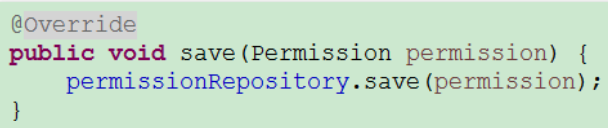 @Override
public void save(Permission permission) {
    permissionRepository.save(permission);
}